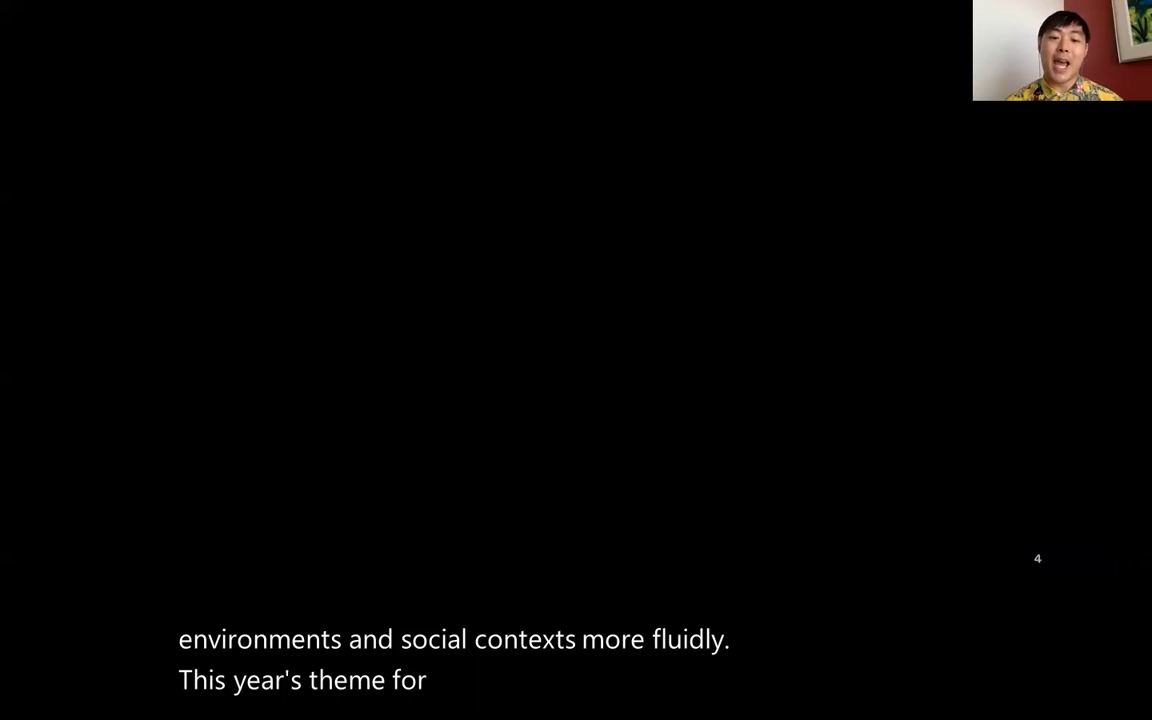 4
environments and social contexts more fluidly.
This year's theme for